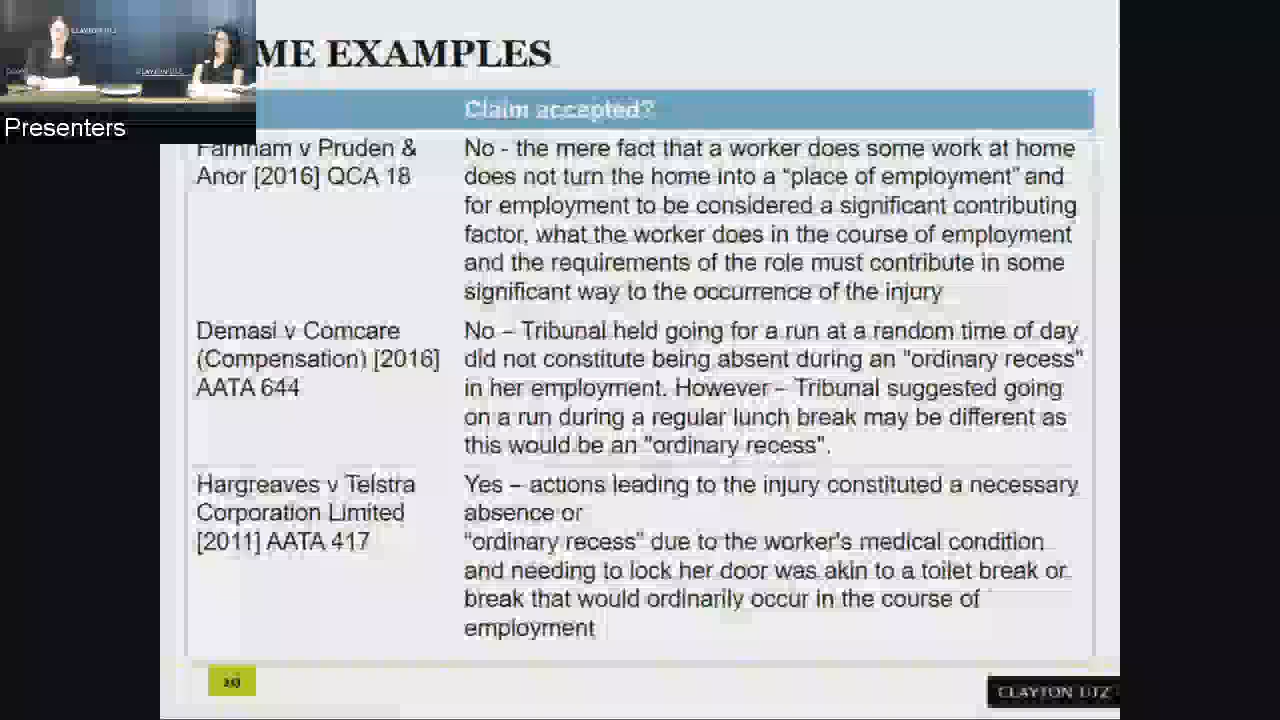 CLAYTON UTZ
CLAYTON UTZ
Presenters
ME EXAMPLES
Claim accepted?
Farnham v Pruden &
Anor [2016] QCA 18
No - the mere fact that a worker does some work at home
does not turn the home into a “place of employment” and
for employment to be considered a significant contributing
factor, what the worker does in the course of employment
and the requirements of the role must contribute in some
significant way to the occurrence of the injury
Demasi v Comcare
(Compensation) [2016]
AATA 644
No – Tribunal held going for a run at a random time of day
did not constitute being absent during an "ordinary recess"
in her employment. However – Tribunal suggested going
on a run during a regular lunch break may be different as
this would be an "ordinary recess".
Hargreaves v Telstra
Corporation Limited
[2011] AATA 417
Yes – actions leading to the injury constituted a necessary
absence or
“ordinary recess” due to the worker's medical condition
and needing to lock her door was akin to a toilet break or
break that would ordinarily occur in the course of
employment
CLAYTON UTZ